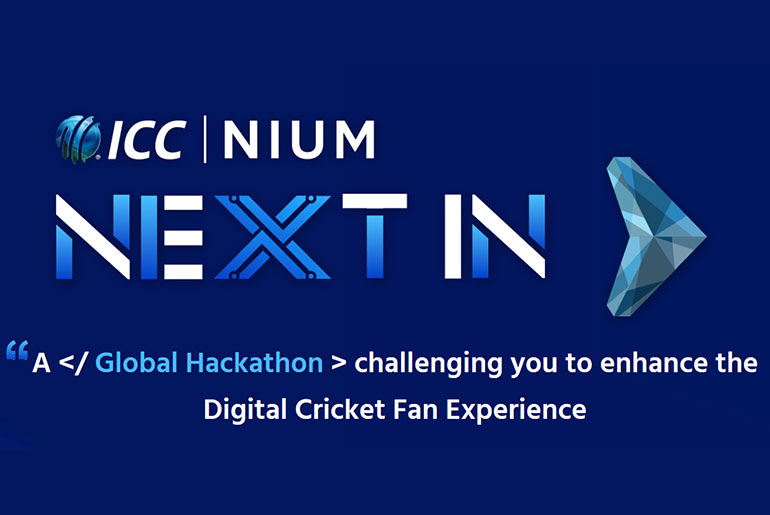 ICC | NIUM
NEXT IN
“A </ Global Hackathon > challenging you to enhance the
Digital Cricket Fan Experience